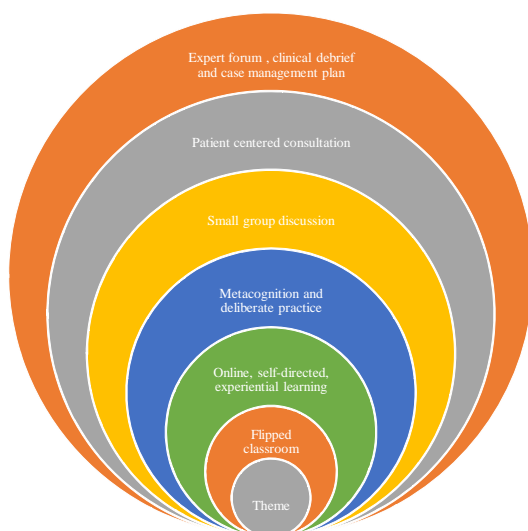 Expert forum , clinical debrief
and case management plan
Patient centered consultation
Small group discussion
Metacognition and
deliberate practice
Online, self-directed,
experiential learning
Flipped
classroom
Theme